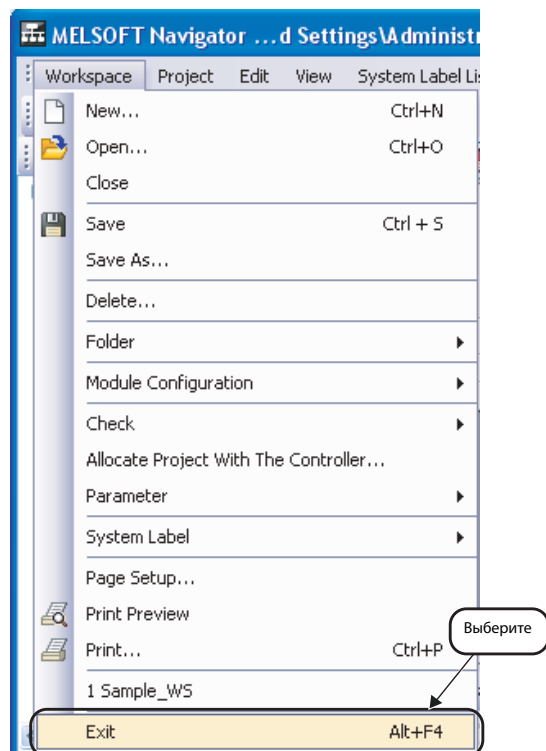 MELSOFT Navigator ...d Settings\Administr
Workspace Project Edit View System Label Li
New... Ctrl+N
Open... Ctrl+O
Close
Save Ctrl + S
Save As...
Delete...
Folder
Module Configuration
Check
Allocate Project With The Controller...
Parameter
System Label
Page Setup...
Print Preview
Print... Ctrl+P
Выберите
1 Sample_WS
Exit Alt+F4